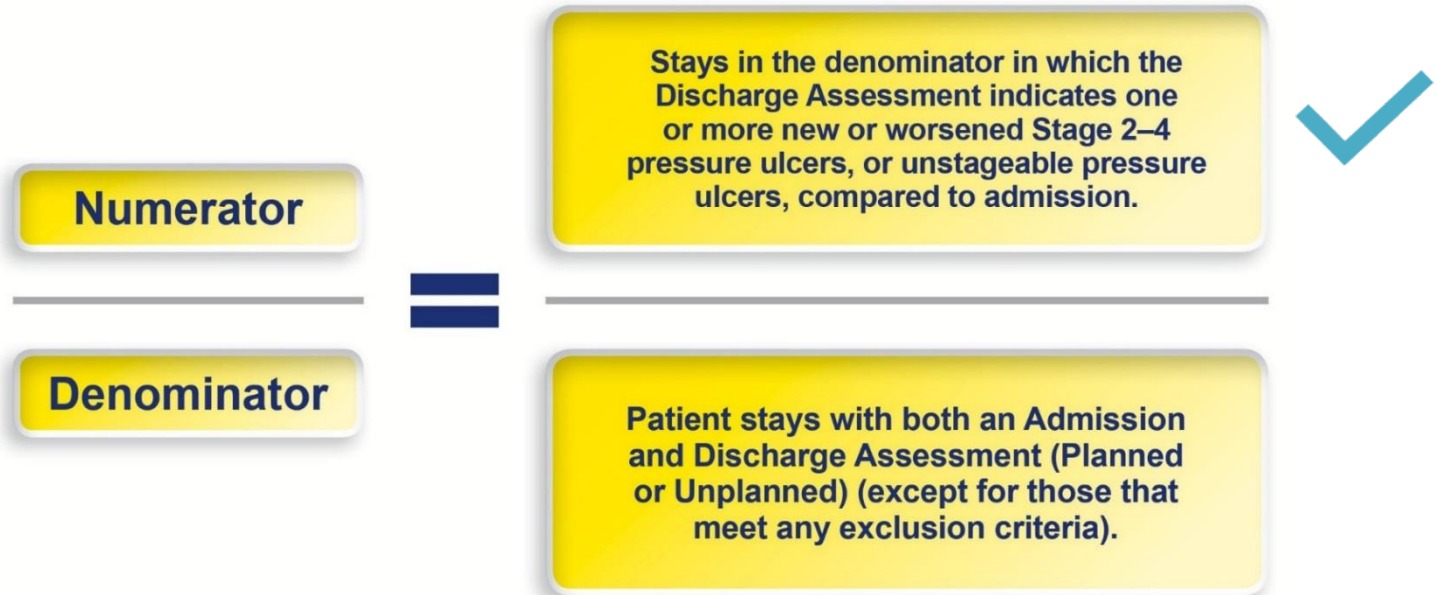 Numerator
Denominator
Stays in the denominator in which the
Discharge Assessment indicates one
or more new or worsened Stage 2–4
pressure ulcers, or unstageable pressure
ulcers, compared to admission.
Patient stays with both an Admission
and Discharge Assessment (Planned
or Unplanned) (except for those that
meet any exclusion criteria).